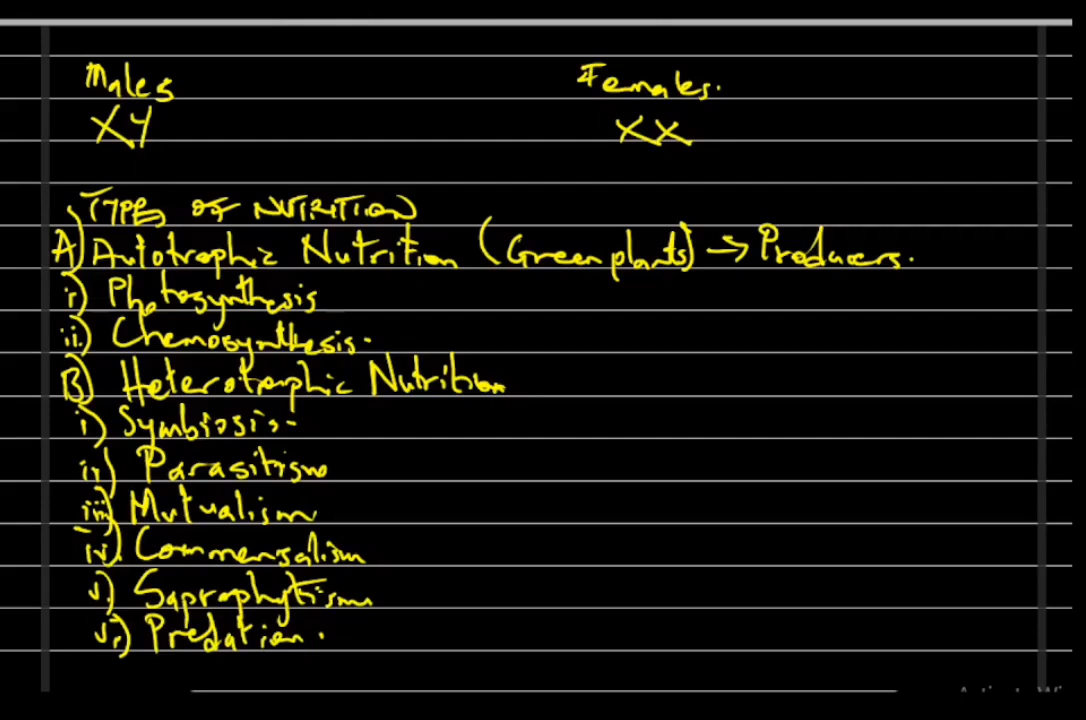 Males Females.
XY XX
TYPES OF NUTRITION
A) Autotrophic Nutrition (Green plants) → Producers.
i) Photosynthesis
ii.) Chemosynthesis.
B) Heterotrophic Nutrition
i) Symbiosis.
ii) Parasitism
iii) Mutualism
iv). Commensalism
v). Saprophytism
vi) Predation.